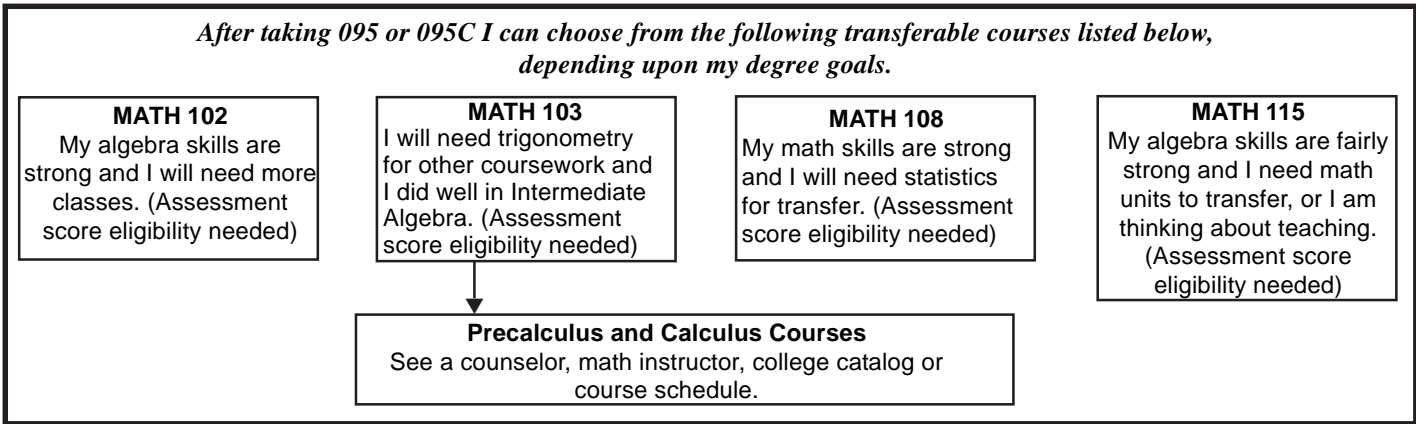 After taking 095 or 095C I can choose from the following transferable courses listed below,
depending upon my degree goals.
MATH 102
My algebra skills are
strong and I will need more
classes. (Assessment
score eligibility needed)
MATH 103
I will need trigonometry
for other coursework and
I did well in Intermediate
Algebra. (Assessment
score eligibility needed)
MATH 108
My math skills are strong
and I will need statistics
for transfer. (Assessment
score eligibility needed)
MATH 115
My algebra skills are fairly
strong and I need math
units to transfer, or I am
thinking about teaching.
(Assessment score
eligibility needed)
Precalculus and Calculus Courses
See a counselor, math instructor, college catalog or
course schedule.